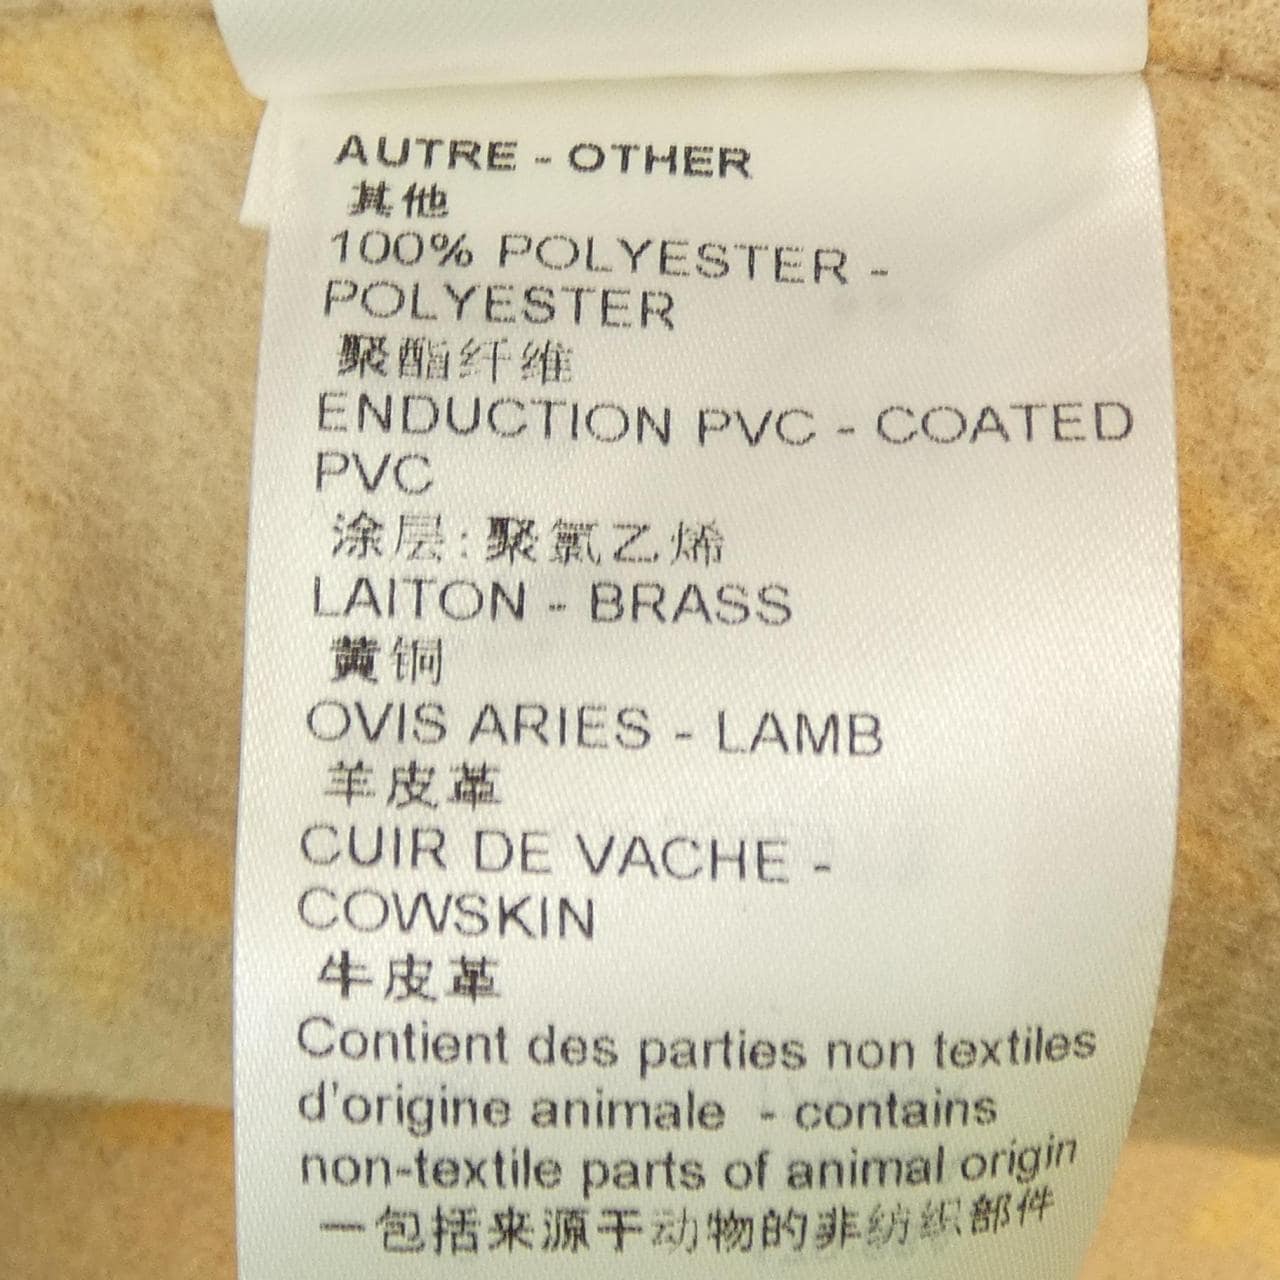 AUTRE - OTHER
其他
100% POLYESTER -
POLYESTER
聚酯纤维
ENDUCTION PVC - COATED
PVC
涂层:聚氯乙烯
LAITON - BRASS
黄铜
OVIS ARIES - LAMB
羊皮革
CUIR DE VACHE -
COWSKIN
牛皮革
Contient des parties non textiles
d'origine animale - contains
non-textile parts of animal origin
一包括来源于动物的非纺织部件